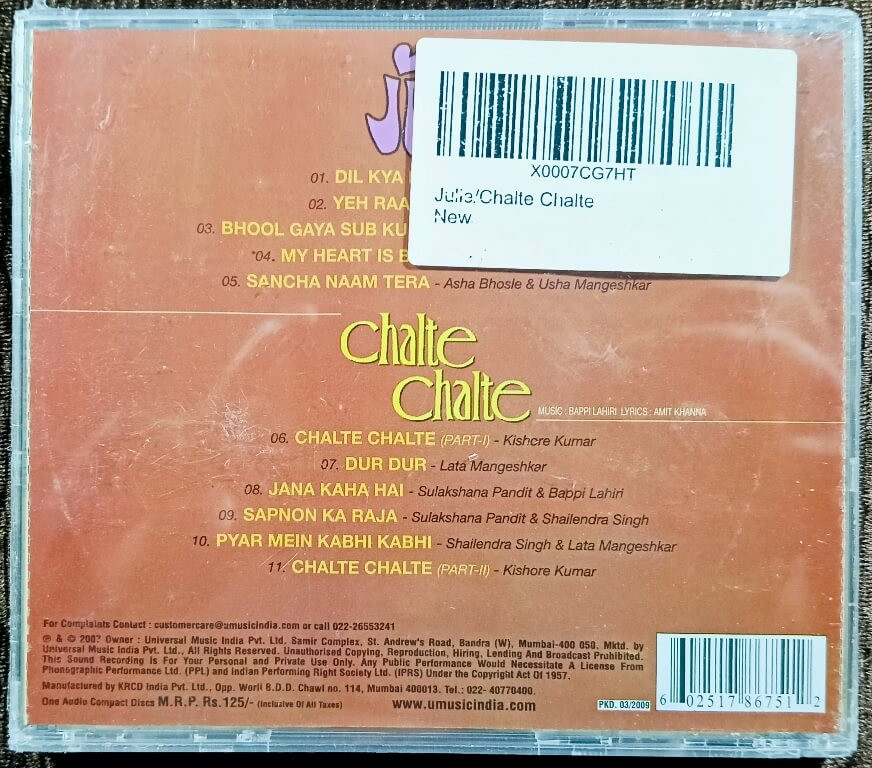 X0007CG7HT
Julie/Chalte Chalte
New
01. DIL KYA
02. YEH RAA
03. BHOOL GAYA SUB KU
04. MY HEART IS B
05. SANCHA NAAM TERA - Asha Bhosle & Usha Mangeshkar
Chalte
Chalte
MUSIC : BAPPI LAHIRI LYRICS : AMIT KHANNA
06. CHALTE CHALTE (PART-I) - Kishore Kumar
07. DUR DUR - Lata Mangeshkar
08. JANA KAHA HAI - Sulakshana Pandit & Bappi Lahiri
09. SAPNON KA RAJA - Sulakshana Pandit & Shailendra Singh
10. PYAR MEIN KABHI KABHI - Shailendra Singh & Lata Mangeshkar
11. CHALTE CHALTE (PART-II) - Kishore Kumar
For Complaints Contact : customercare@umusicindia.com or call 022-26553241
℗ & © 2007 Owner : Universal Music India Pvt. Ltd. Samir Complex, St. Andrew's Road, Bandra (W), Mumbai-400 050. Mktd. by
Universal Music India Pvt. Ltd., All Rights Reserved. Unauthorised Copying, Reproduction, Hiring, Lending And Broadcast Prohibited.
This Sound Recording Is For Your Personal and Private Use Only. Any Public Performance Would Necessitate A License From
Phonographic Performance Ltd. (PPL) and Indian Performing Right Society Ltd. (IPRS) Under the Copyright Act Of 1957.
Manufactured by KRCD India Pvt. Ltd., Opp. Worli B.D.D. Chawl no. 114, Mumbai 400013. Tel.: 022- 40770400.
One Audio Compact Discs M.R.P. Rs.125/- (Inclusive Of All Taxes) www.umusicindia.com
PKD. 03/2009
6 02517 86751 2